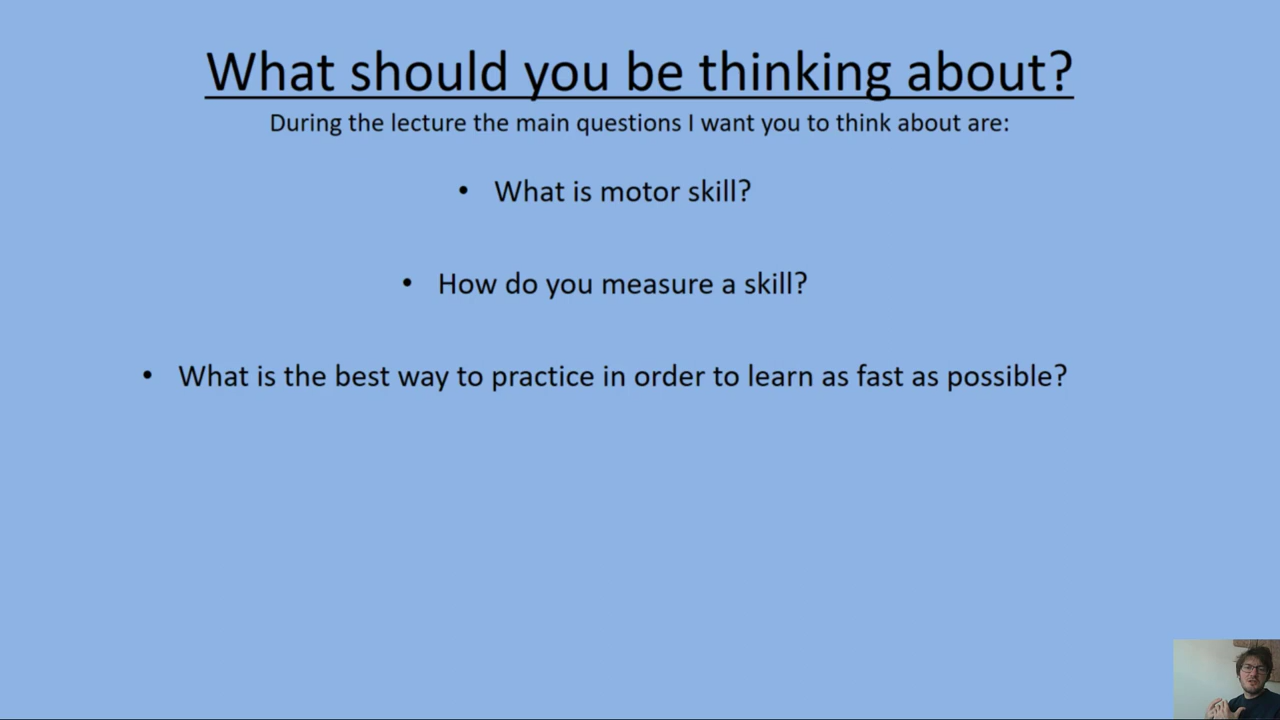 What should you be thinking about?
During the lecture the main questions I want you to think about are:
• What is motor skill?
• How do you measure a skill?
• What is the best way to practice in order to learn as fast as possible?